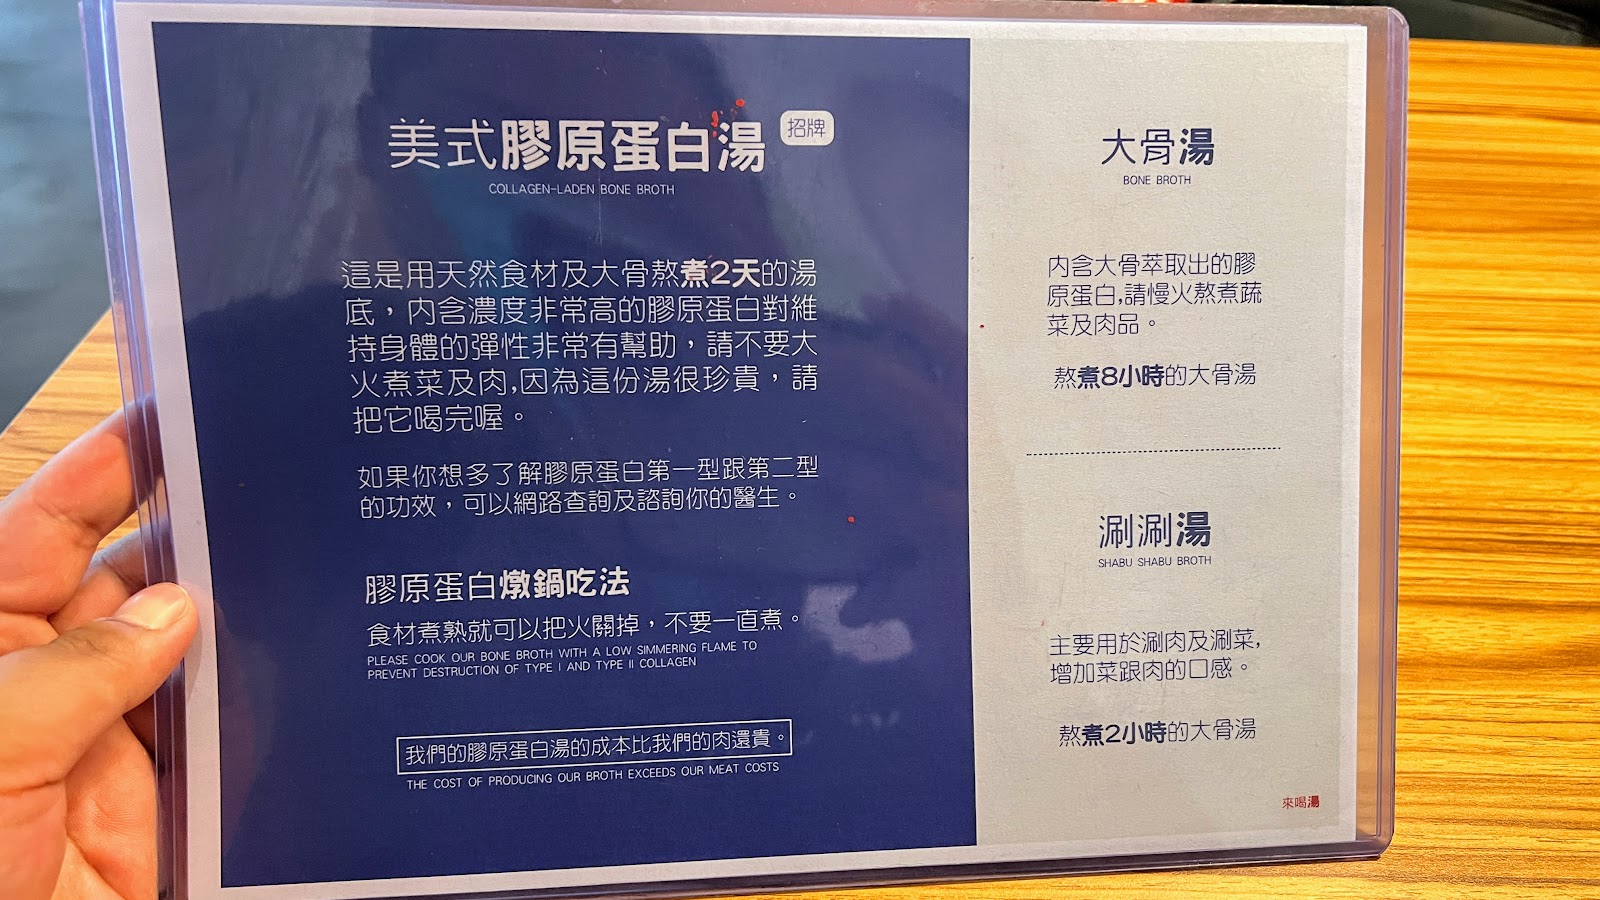 美式膠原蛋白湯
招牌
COLLAGEN-LADEN BONE BROTH
這是用天然食材及大骨熬煮2天的湯
底，內含濃度非常高的膠原蛋白對維
持身體的彈性非常有幫助，請不要大
火煮菜及肉,因為這份湯很珍貴，請
把它喝完喔。
如果你想多了解膠原蛋白第一型跟第二型
的功效，可以網路查詢及諮詢你的醫生。
膠原蛋白燉鍋吃法
食材煮熟就可以把火關掉，不要一直煮。
PLEASE COOK OUR BONE BROTH WITH A LOW SIMMERING FLAME TO
PREVENT DESTRUCTION OF TYPE I AND TYPE II COLLAGEN
我們的膠原蛋白湯的成本比我們的肉還貴。
THE COST OF PRODUCING OUR BROTH EXCEEDS OUR MEAT COSTS
大骨湯
BONE BROTH
內含大骨萃取出的膠
原蛋白,請慢火熬煮蔬
菜及肉品。
熬煮8小時的大骨湯
涮涮湯
SHABU SHABU BROTH
主要用於涮肉及涮菜,
增加菜跟肉的口感。
熬煮2小時的大骨湯
來喝湯